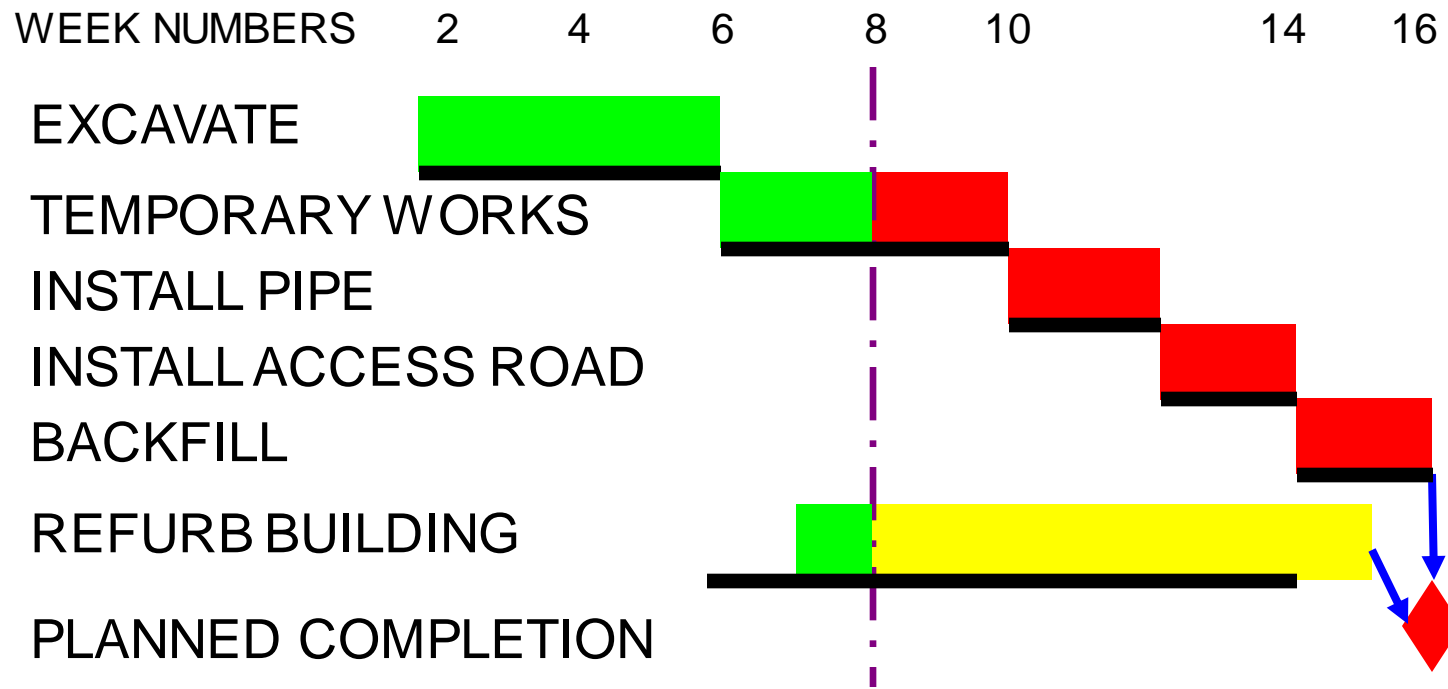 WEEK NUMBERS 2 4 6 8 10 14 16
EXCAVATE
TEMPORARY WORKS
INSTALL PIPE
INSTALL ACCESS ROAD
BACKFILL
REFURB BUILDING
PLANNED COMPLETION